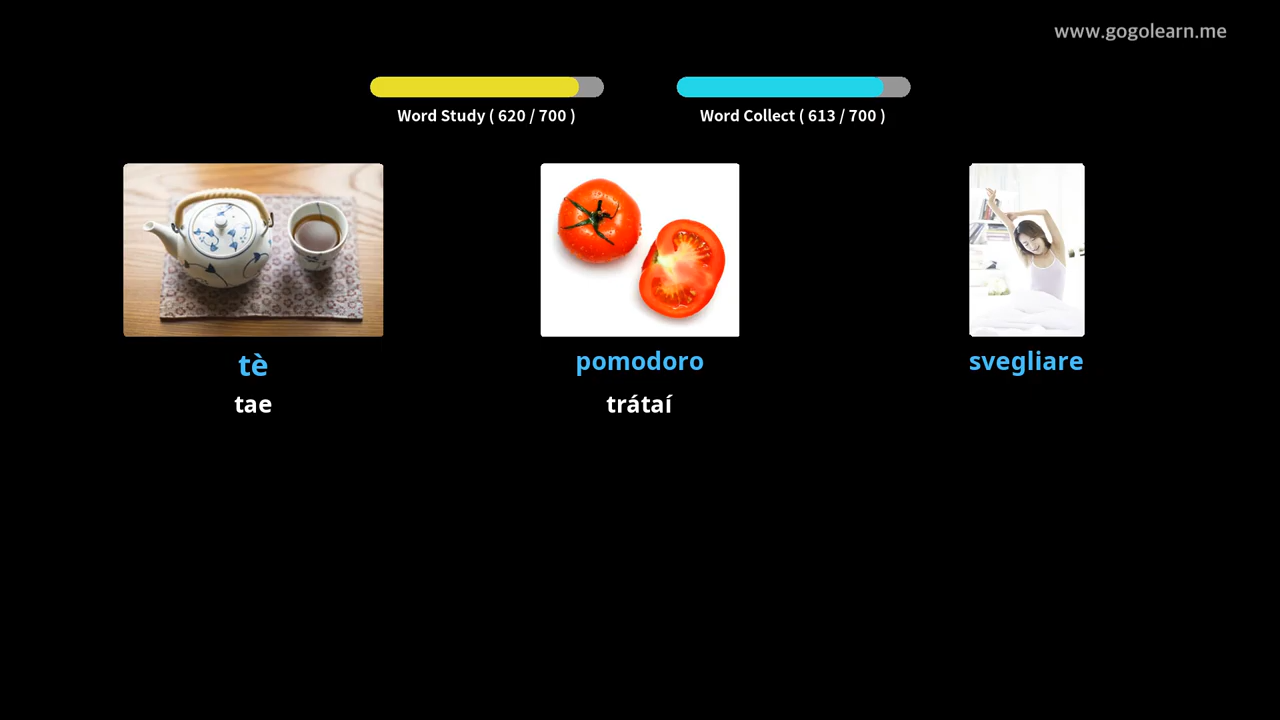 www.gogolearn.me
Word Study ( 620 / 700 )
Word Collect ( 613 / 700 )
tè
pomodoro
svegliare
tae
trátaí